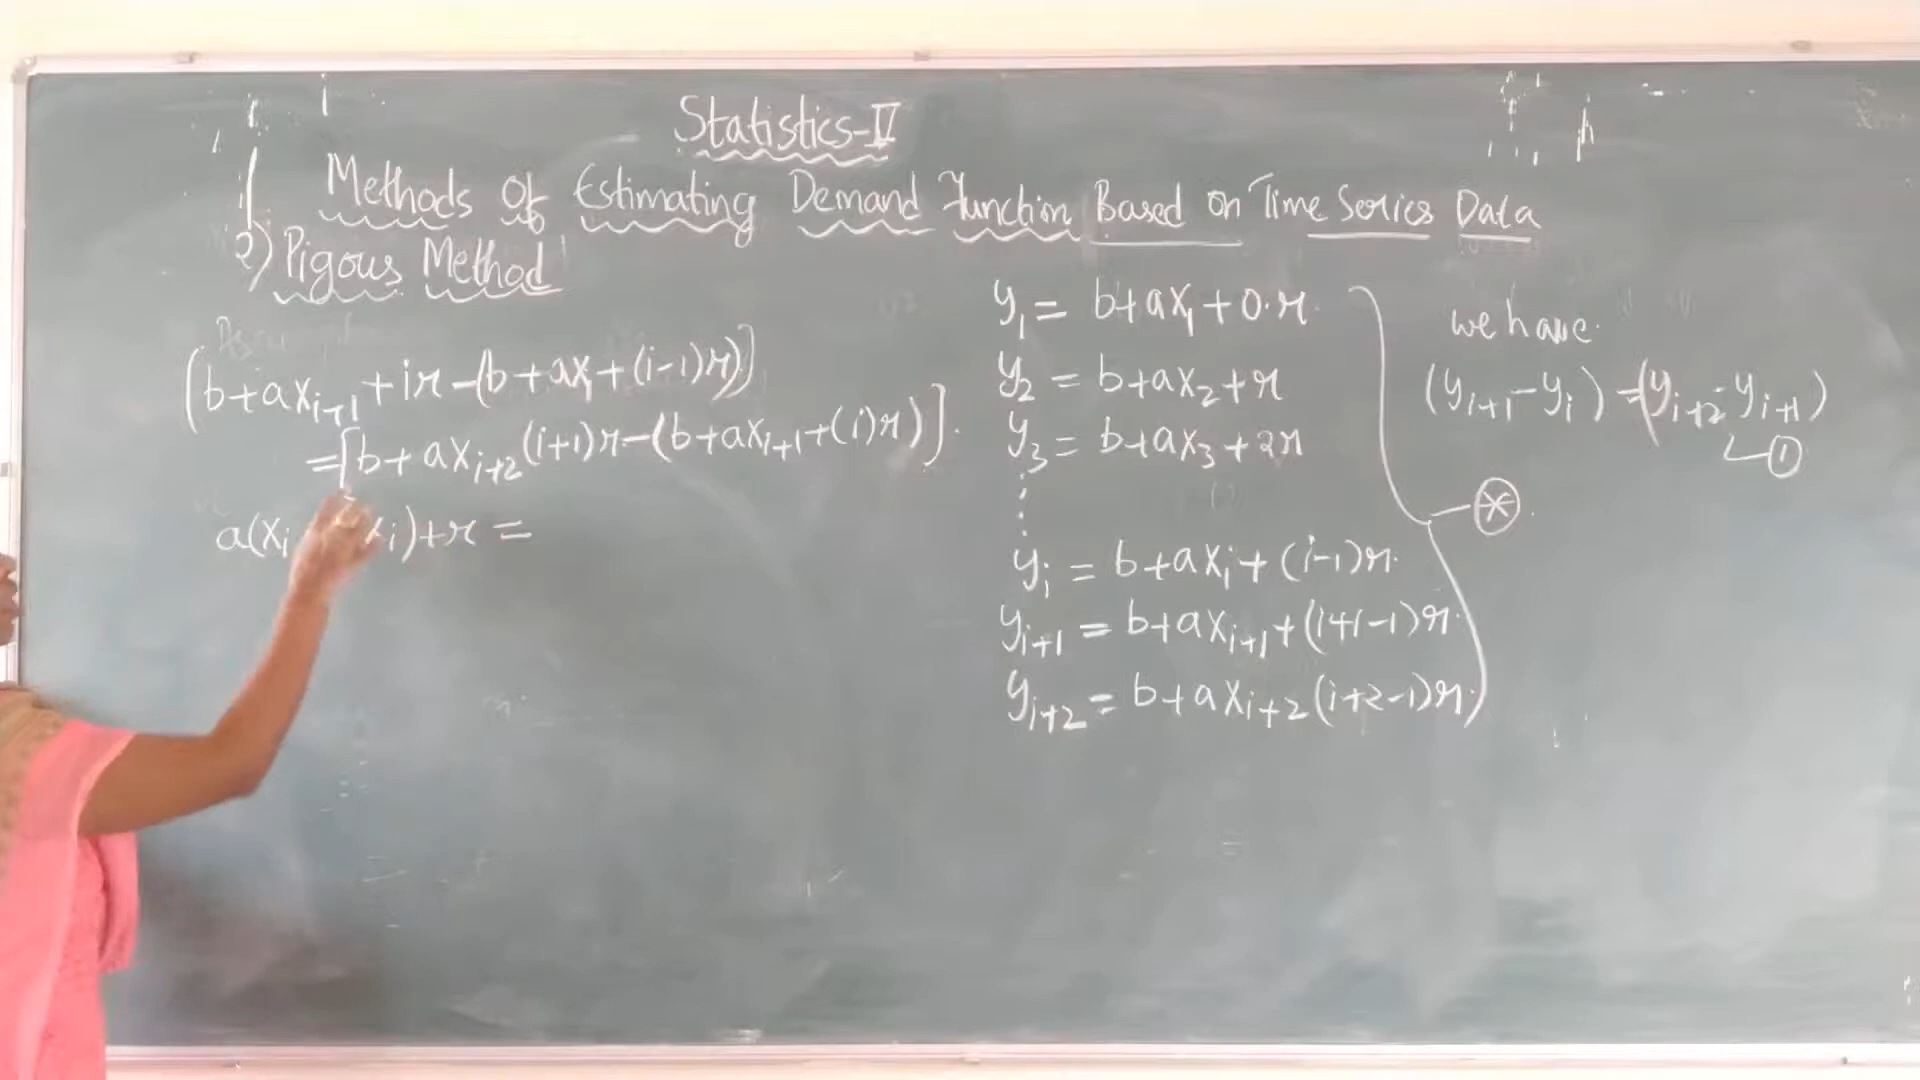 Statistics-IV
Methods of Estimating Demand Function Based on Time Series Data
2) Pigous Method
(b+ax_{i+1}+ir-(b+ax_i+(i-1)r)]
=[b+ax_{i+2}(i+1)r-(b+ax_{i+1}+(i)r)].
a(x_i x_i)+r =
y_1 = b+ax_1+0.r
y_2 = b+ax_2+r
y_3 = b+ax_3+2r
y_i = b+ax_i+(i-1)r.
y_{i+1} = b+ax_{i+1}+(i+1-1)r.
y_{i+2} = b+ax_{i+2}(i+2-1)r.
⊛
we have.
(y_{i+1}-y_i) = (y_{i+2}-y_{i+1})
①